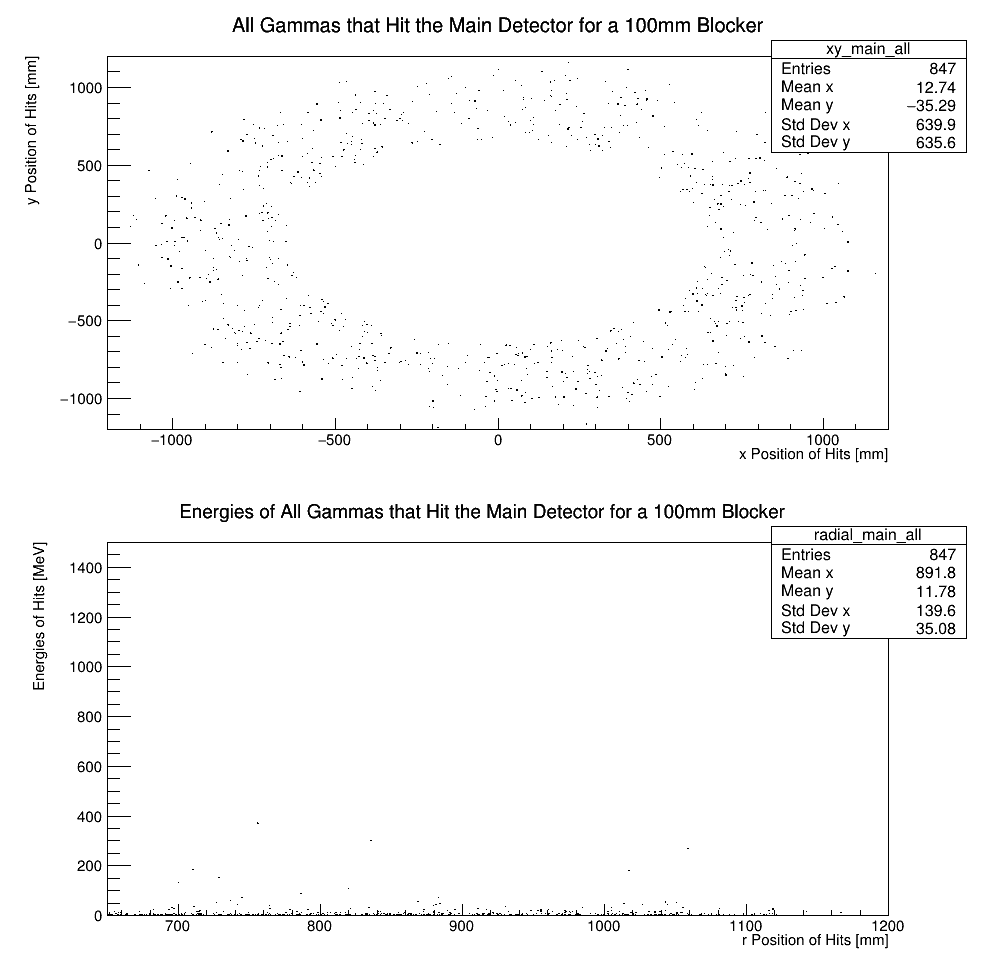 All Gammas that Hit the Main Detector for a 100mm Blocker
xy_main_all
Entries 847
Mean x 12.74
Mean y −35.29
Std Dev x 639.9
Std Dev y 635.6
y Position of Hits [mm]
1000
500
0
−500
−1000
−1000 −500 0 500 1000
x Position of Hits [mm]
Energies of All Gammas that Hit the Main Detector for a 100mm Blocker
radial_main_all
Entries 847
Mean x 891.8
Mean y 11.78
Std Dev x 139.6
Std Dev y 35.08
Energies of Hits [MeV]
1400
1200
1000
800
600
400
200
0
700 800 900 1000 1100 1200
r Position of Hits [mm]